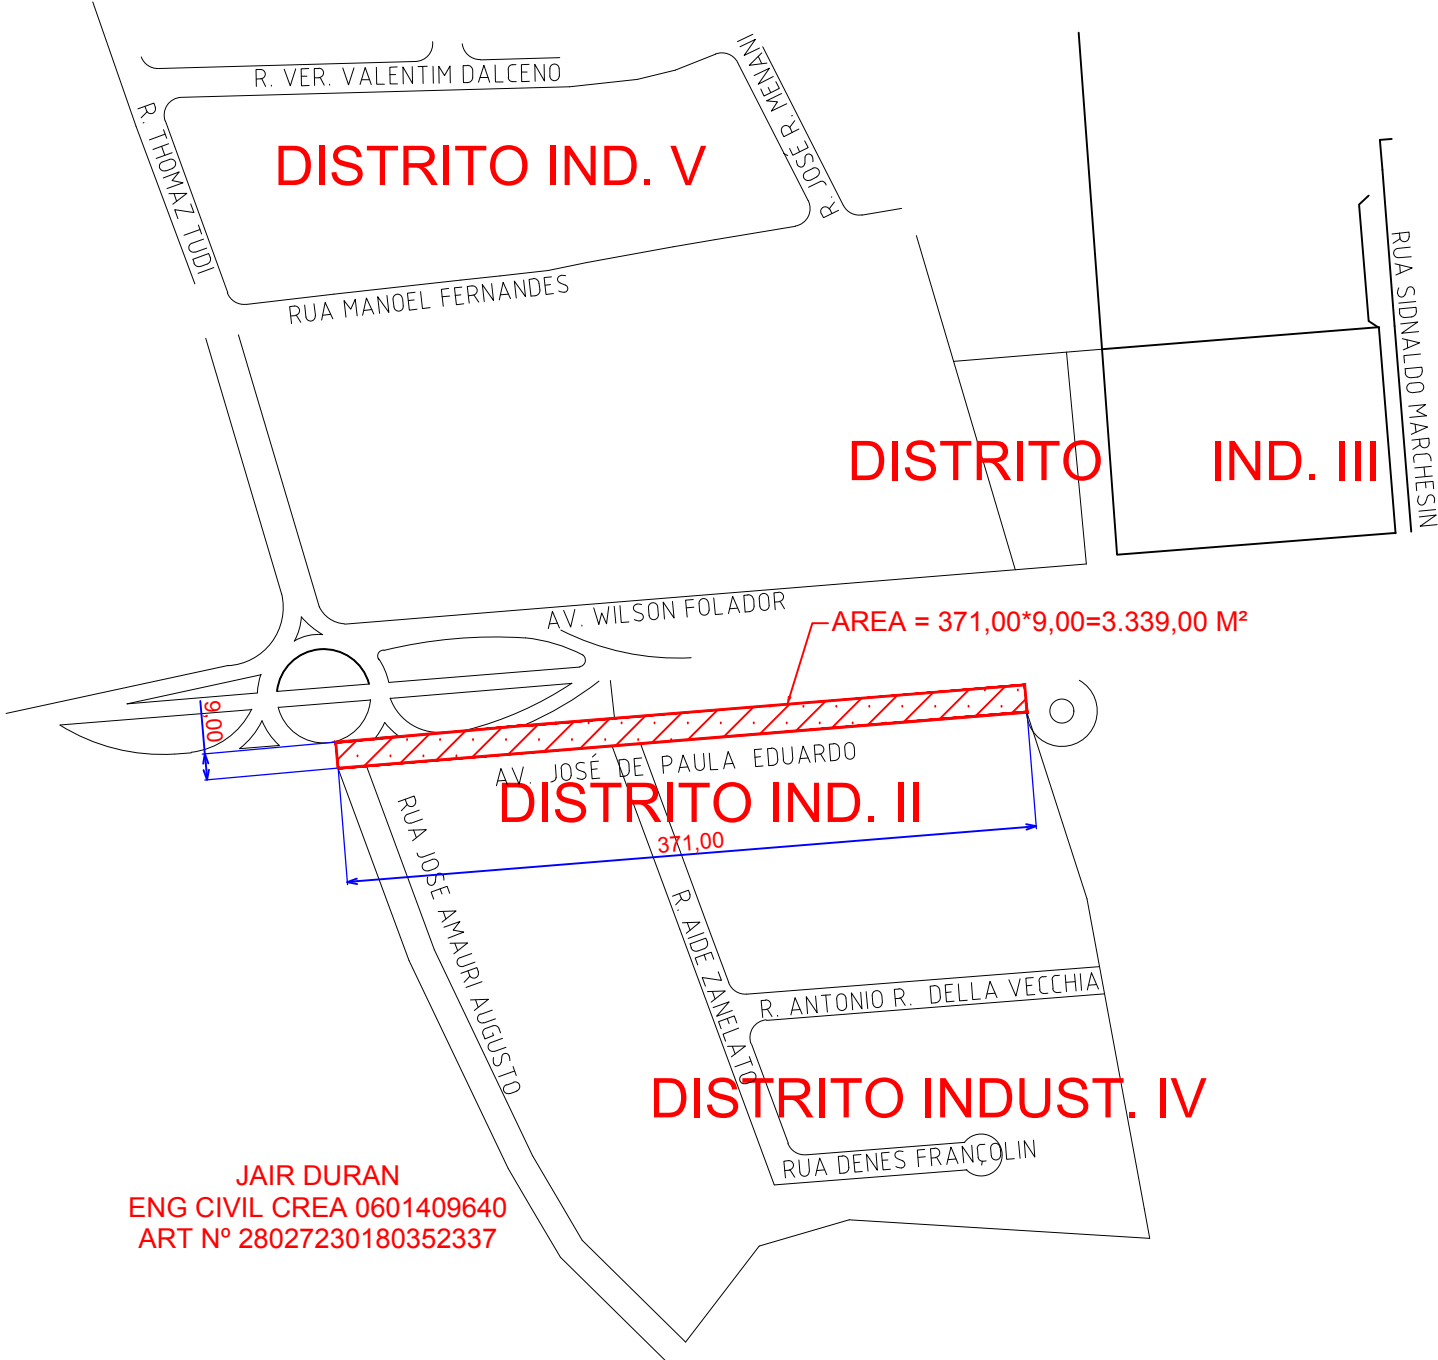 R. VER. VALENTIM DALCENO
R. THOMAZ TUDI
R. JOSE R. MENANI
DISTRITO IND. V
RUA MANOEL FERNANDES
RUA SIDNALDO MARCHESIN
DISTRITO IND. III
AV. WILSON FOLADOR
AREA = 371,00*9,00=3.339,00 M²
9,00
AV. JOSÉ DE PAULA EDUARDO
DISTRITO IND. II
371,00
RUA JOSE AMAURI AUGUSTO
R. AIDE ZANELATO
R. ANTONIO R. DELLA VECCHIA
DISTRITO INDUST. IV
RUA DENES FRANÇOLIN
JAIR DURAN
ENG CIVIL CREA 0601409640
ART Nº 28027230180352337